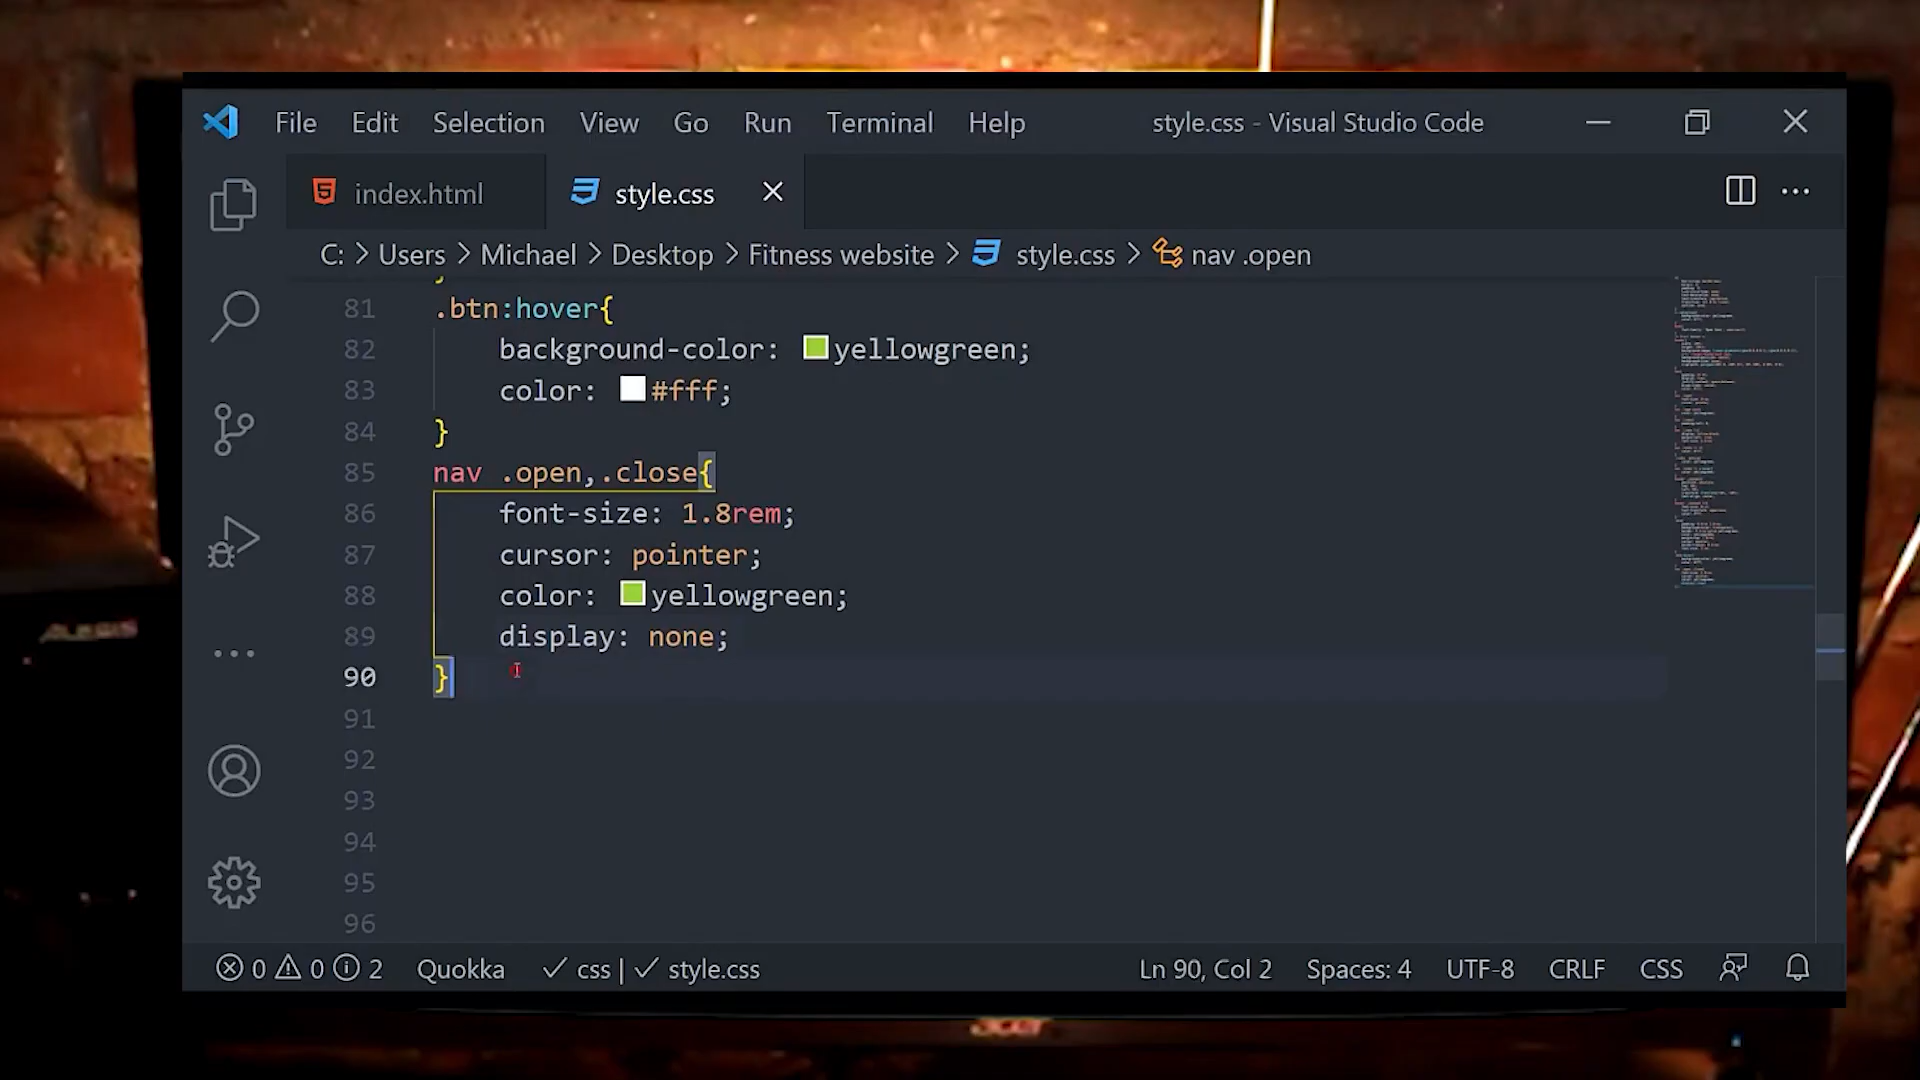 File Edit Selection View Go Run Terminal Help style.css - Visual Studio Code
index.html style.css
C: > Users > Michael > Desktop > Fitness website > style.css > nav .open
81 .btn:hover{
82 background-color: yellowgreen;
83 color: #fff;
84 }
85 nav .open,.close{
86 font-size: 1.8rem;
87 cursor: pointer;
88 color: yellowgreen;
89 display: none;
90 }
91
92
93
94
95
96
0 0 2 Quokka ✓ css | ✓ style.css Ln 90, Col 2 Spaces: 4 UTF-8 CRLF CSS
ALESIS
acer